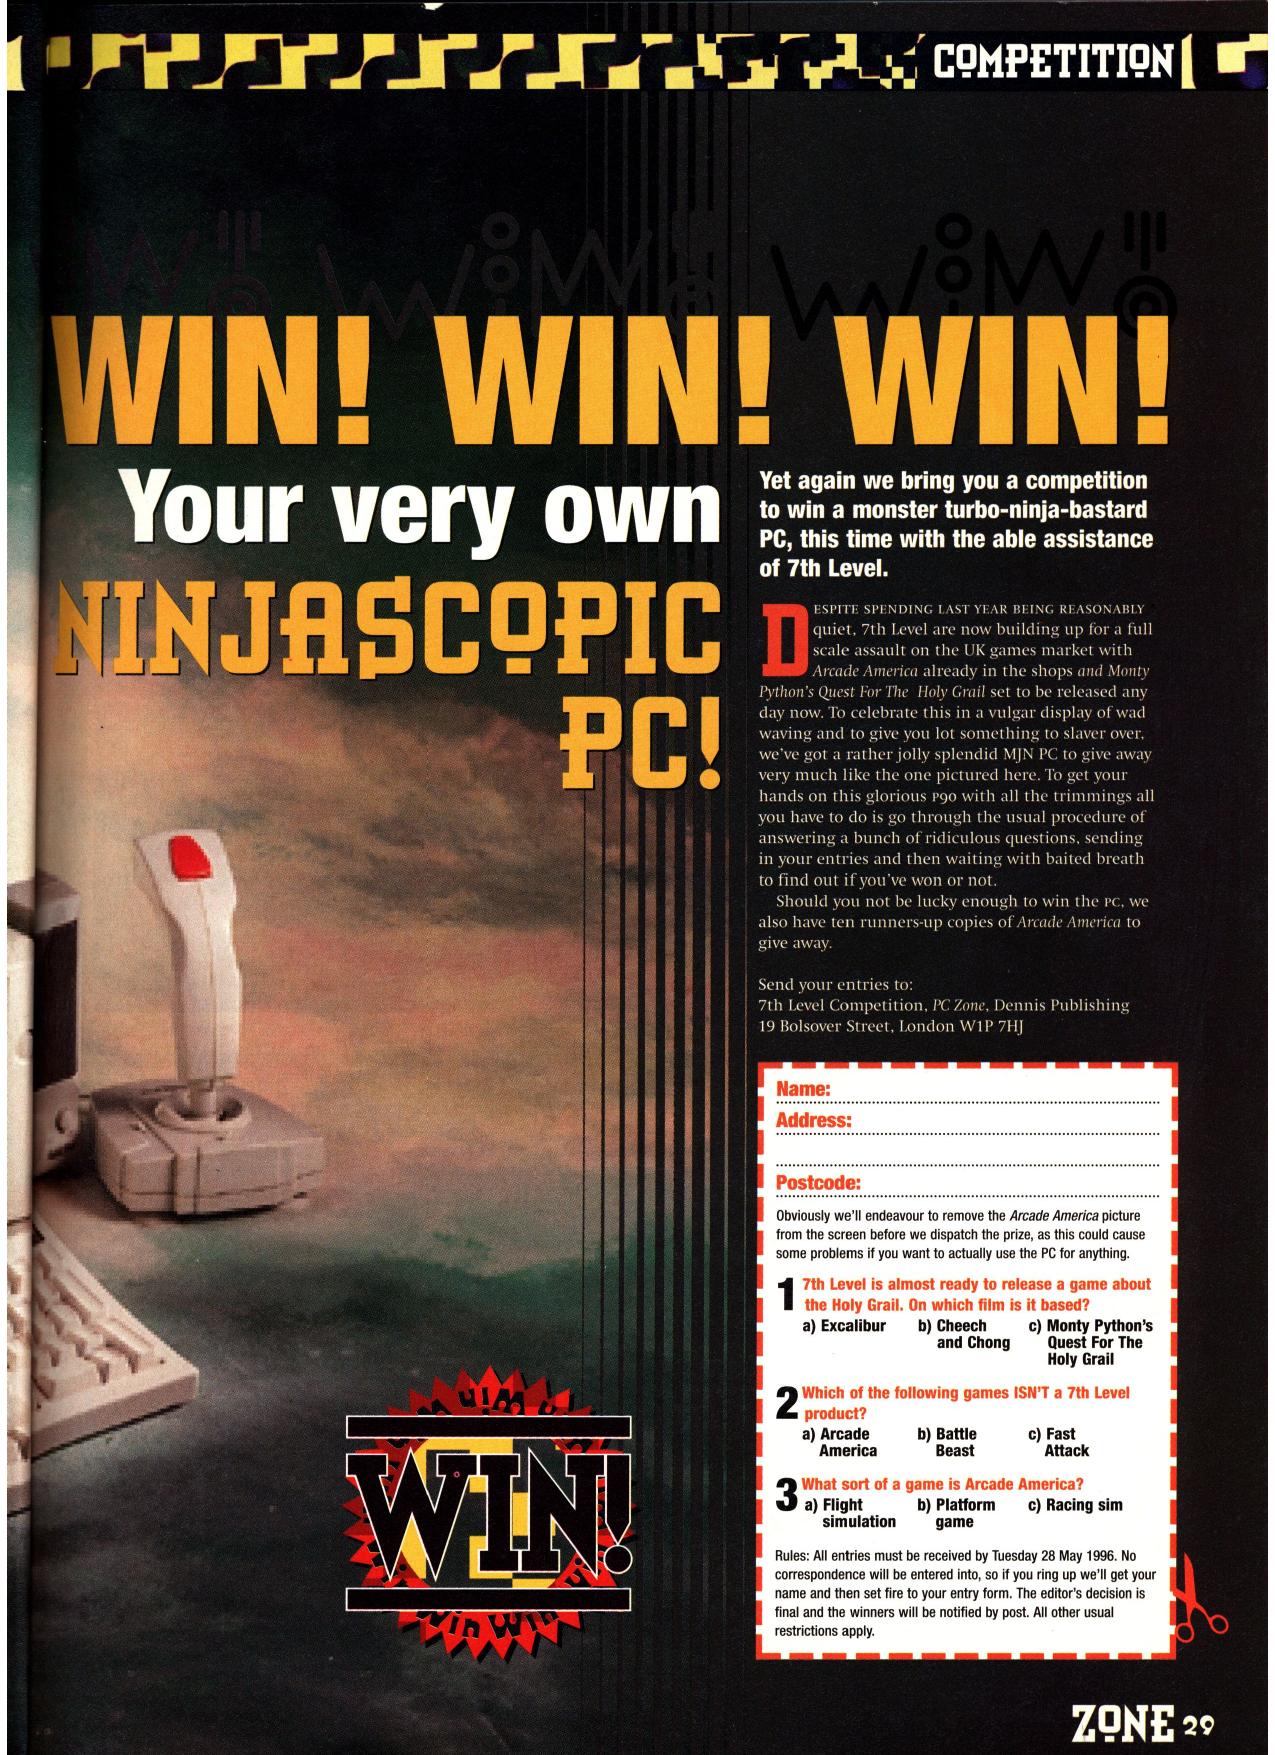 COMPETITION
WIN! WIN! WIN!
Your very own
NINJASCOPIC
PC!
Yet again we bring you a competition
to win a monster turbo-ninja-bastard
PC, this time with the able assistance
of 7th Level.
DESPITE SPENDING LAST YEAR BEING REASONABLY
quiet, 7th Level are now building up for a full
scale assault on the UK games market with
Arcade America already in the shops and Monty
Python's Quest For The Holy Grail set to be released any
day now. To celebrate this in a vulgar display of wad
waving and to give you lot something to slaver over,
we've got a rather jolly splendid MJN PC to give away
very much like the one pictured here. To get your
hands on this glorious P90 with all the trimmings all
you have to do is go through the usual procedure of
answering a bunch of ridiculous questions, sending
in your entries and then waiting with baited breath
to find out if you've won or not.
Should you not be lucky enough to win the PC, we
also have ten runners-up copies of Arcade America to
give away.
Send your entries to:
7th Level Competition, PC Zone, Dennis Publishing
19 Bolsover Street, London W1P 7HJ
Name:
Address:
Postcode:
Obviously we'll endeavour to remove the Arcade America picture
from the screen before we dispatch the prize, as this could cause
some problems if you want to actually use the PC for anything.
1 7th Level is almost ready to release a game about
the Holy Grail. On which film is it based?
a) Excalibur b) Cheech c) Monty Python's
and Chong Quest For The
Holy Grail
2 Which of the following games ISN'T a 7th Level
product?
a) Arcade b) Battle c) Fast
America Beast Attack
3 What sort of a game is Arcade America?
a) Flight b) Platform c) Racing sim
simulation game
Rules: All entries must be received by Tuesday 28 May 1996. No
correspondence will be entered into, so if you ring up we'll get your
name and then set fire to your entry form. The editor's decision is
final and the winners will be notified by post. All other usual
restrictions apply.
WIN!
ZONE 29